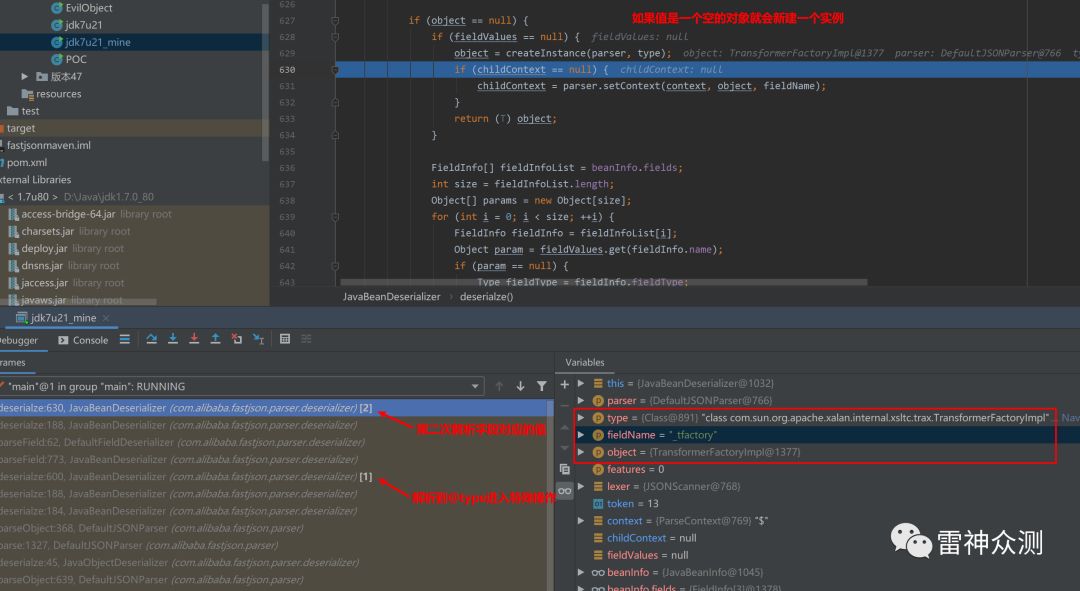 EvilObject
jdk7u21
jdk7u21_mine
POC
版本47
resources
test
target
fastjsonmaven.iml
pom.xml
xternal Libraries
< 1.7u80 > D:\Java\jdk1.7.0_80
access-bridge-64.jar library root
charsets.jar library root
deploy.jar library root
dnsns.jar library root
jaccess.jar library root
javaws.jar library root
626
627 if (object == null) { 如果值是一个空的对象就会新建一个实例
628 if (fieldValues == null) { fieldValues: null
629 object = createInstance(parser, type); object: TransformerFactoryImpl@1377 parser: DefaultJSONParser@766
630 if (childContext == null) { childContext: null
631 childContext = parser.setContext(context, object, fieldName);
632 }
633 return (T) object;
634 }
635
636 FieldInfo[] fieldInfoList = beanInfo.fields;
637 int size = fieldInfoList.length;
638 Object[] params = new Object[size];
639 for (int i = 0; i < size; ++i) {
640 FieldInfo fieldInfo = fieldInfoList[i];
641 Object param = fieldValues.get(fieldInfo.name);
642 if (param == null) {
643 Type fieldType = fieldInfo.fieldType;
JavaBeanDeserializer › deserialze()
jdk7u21_mine ×
ebugger Console
rames
"main"@1 in group "main": RUNNING
deserialze:630, JavaBeanDeserializer (com.alibaba.fastjson.parser.deserializer) [2]
deserialze:188, JavaBeanDeserializer (com.alibaba.fastjson.parser.deserializer)
第二次解析字段对应的值
parseField:62, DefaultFieldDeserializer (com.alibaba.fastjson.parser.deserializer)
parseField:773, JavaBeanDeserializer (com.alibaba.fastjson.parser.deserializer)
deserialze:600, JavaBeanDeserializer (com.alibaba.fastjson.parser.deserializer) [1]
deserialze:188, JavaBeanDeserializer (com.alibaba.fastjson.parser.deserializer)
解析到@type进入特殊操作
deserialze:184, JavaBeanDeserializer (com.alibaba.fastjson.parser.deserializer)
parseObject:368, DefaultJSONParser (com.alibaba.fastjson.parser)
parse:1327, DefaultJSONParser (com.alibaba.fastjson.parser)
deserialze:45, JavaObjectDeserializer (com.alibaba.fastjson.parser.deserializer)
parseObject:639, DefaultJSONParser (com.alibaba.fastjson.parser)
Variables
this = {JavaBeanDeserializer@1032}
parser = {DefaultJSONParser@766}
type = {Class@891} "class com.sun.org.apache.xalan.internal.xsltc.trax.TransformerFactoryImpl" ... Nav
fieldName = "_tfactory"
object = {TransformerFactoryImpl@1377}
features = 0
lexer = {JSONScanner@768}
token = 13
context = {ParseContext@769} "$"
childContext = null
fieldValues = null
beanInfo = {JavaBeanInfo@1045}
beanInfo.fields = {FieldInfo[3]@1378}
雷神众测